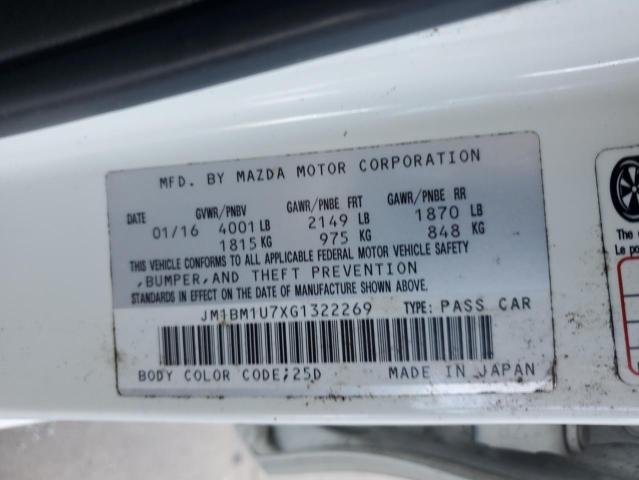 MFD. BY MAZDA MOTOR CORPORATION
DATE GVWR/PNBV GAWR/PNBE FRT GAWR/PNBE RR
01/16 4001 LB 2149 LB 1870 LB
1815 KG 975 KG 848 KG
THIS VEHICLE CONFORMS TO ALL APPLICABLE FEDERAL MOTOR VEHICLE SAFETY
,BUMPER,AND THEFT PREVENTION
STANDARDS IN EFFECT ON THE DATE OF MANUFACTURE SHOWN ABOVE.
JM1BM1U7XG1322269 TYPE: PASS CAR
BODY COLOR CODE;25D MADE IN JAPAN
The
Le